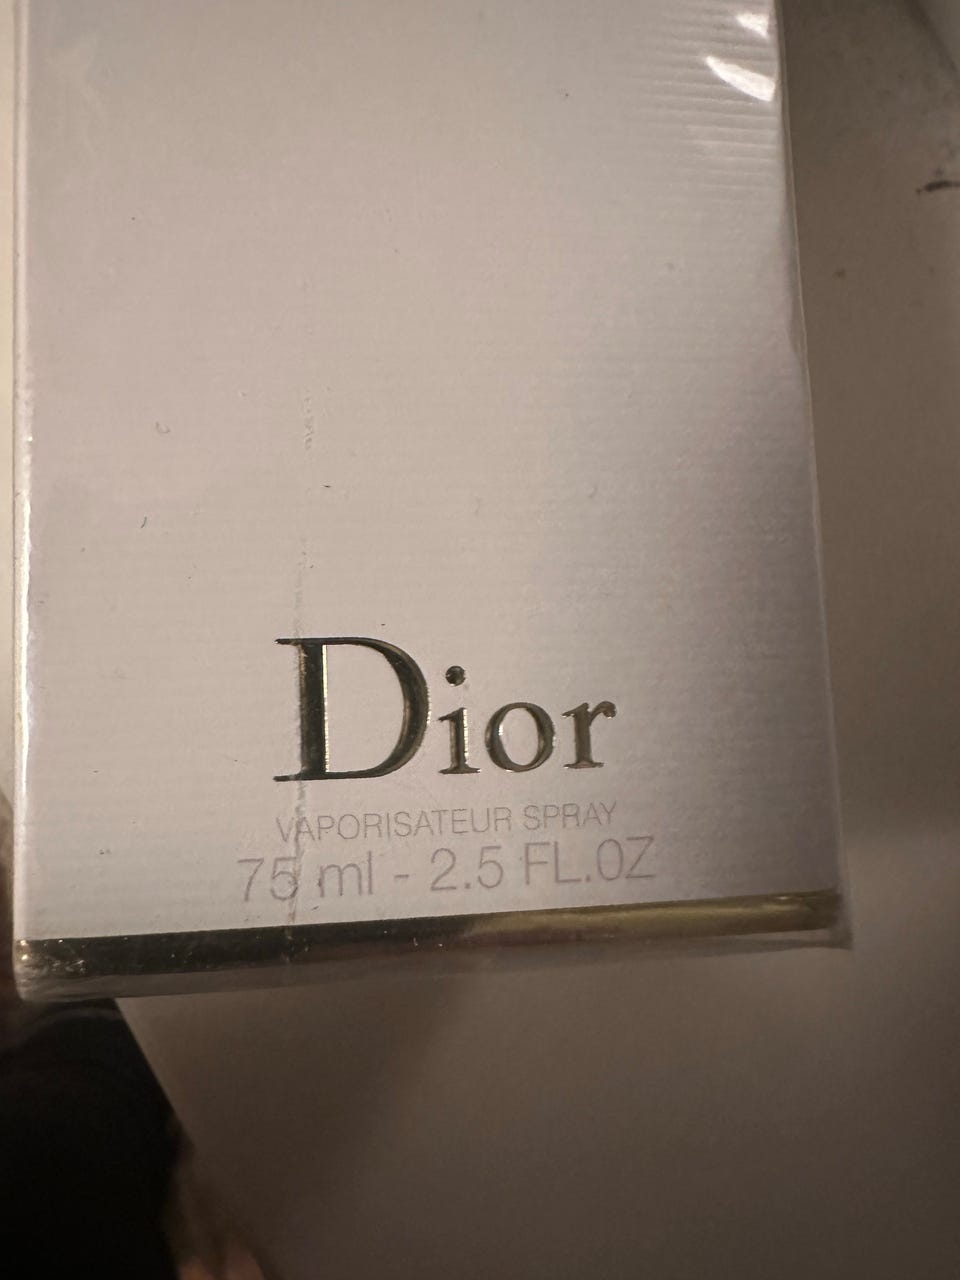 Dior
VAPORISATEUR SPRAY
75 ml - 2.5 FL.OZ